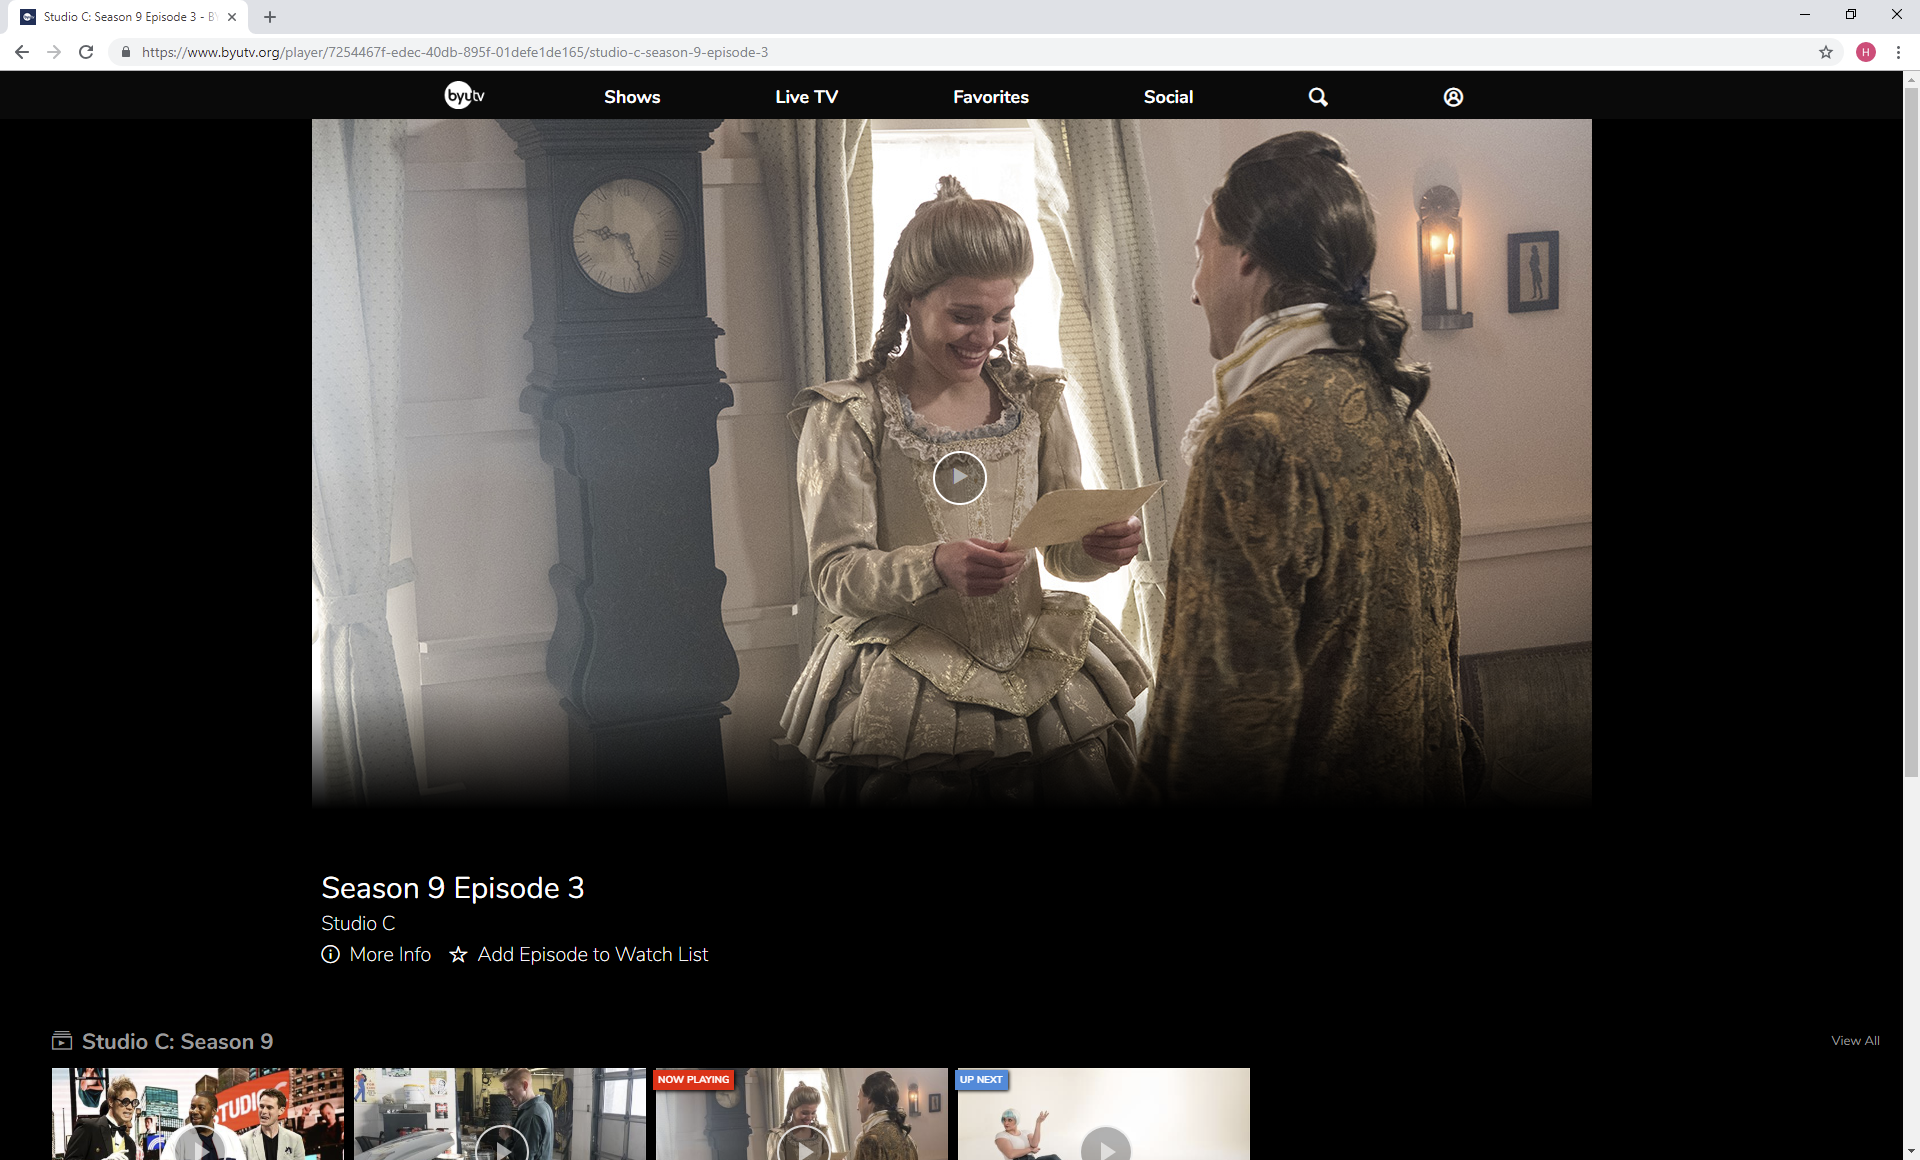 Studio C: Season 9 Episode 3 - B
https://www.byutv.org/player/7254467f-edec-40db-895f-01defe1de165/studio-c-season-9-episode-3
H
byutv
Shows
Live TV
Favorites
Social
Season 9 Episode 3
Studio C
More Info
Add Episode to Watch List
Studio C: Season 9
View All
NOW PLAYING
UP NEXT